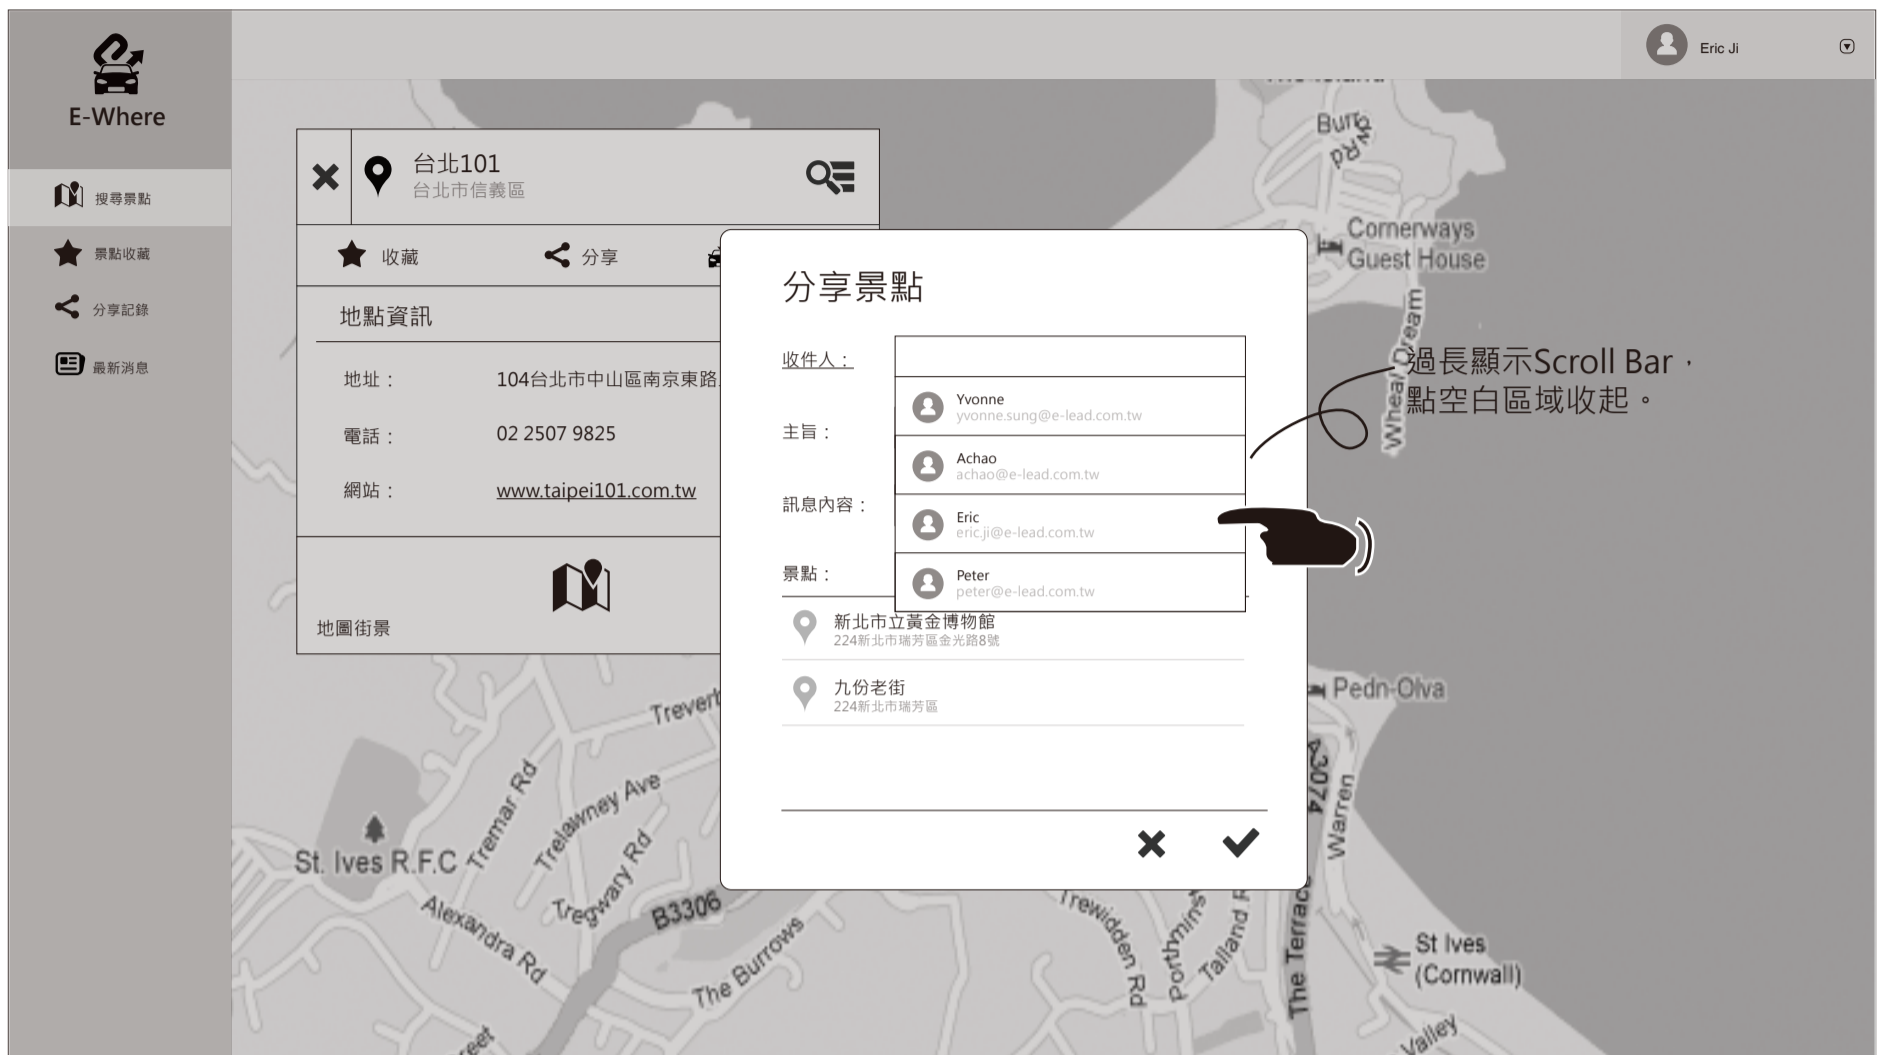 E-Where
Eric Ji
搜尋景點
景點收藏
分享記錄
最新消息
台北101
台北市信義區
收藏
分享
地點資訊
地址：
104台北市中山區南京東路
電話：
02 2507 9825
網站：
www.taipei101.com.tw
地圖街景
分享景點
收件人：
Yvonne
yvonne.sung@e-lead.com.tw
主旨：
Achao
achao@e-lead.com.tw
訊息內容：
Eric
eric.ji@e-lead.com.tw
景點：
Peter
peter@e-lead.com.tw
新北市立黃金博物館
224新北市瑞芳區金光路8號
九份老街
224新北市瑞芳區
過長顯示Scroll Bar，
點空白區域收起。
Burrow Rd
Cornerways
Guest House
Wheal Dream
Pedn-Olva
A3074
Warren
St. Ives R.F.C
Tremar Rd
Trelawney Ave
Tregwary Rd
Alexandra Rd
B3306
The Burrows
Trewidden Rd
Talland R
The Terrac
St Ives
(Cornwall)
Valley